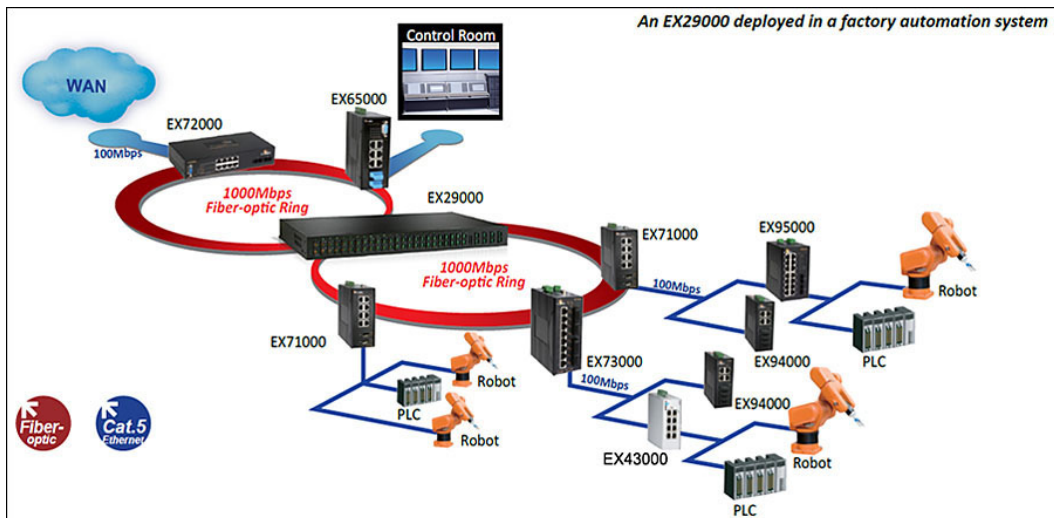 An EX29000 deployed in a factory automation system
Control Room
WAN
EX72000
EX65000
100Mbps
1000Mbps
Fiber-optic Ring
EX29000
1000Mbps
Fiber-optic Ring
EX71000
EX95000
100Mbps
Robot
EX71000
EX73000
EX94000
PLC
100Mbps
Robot
PLC
EX94000
Robot
Fiber-
optic
Cat.5
Ethernet
EX43000
Robot
PLC